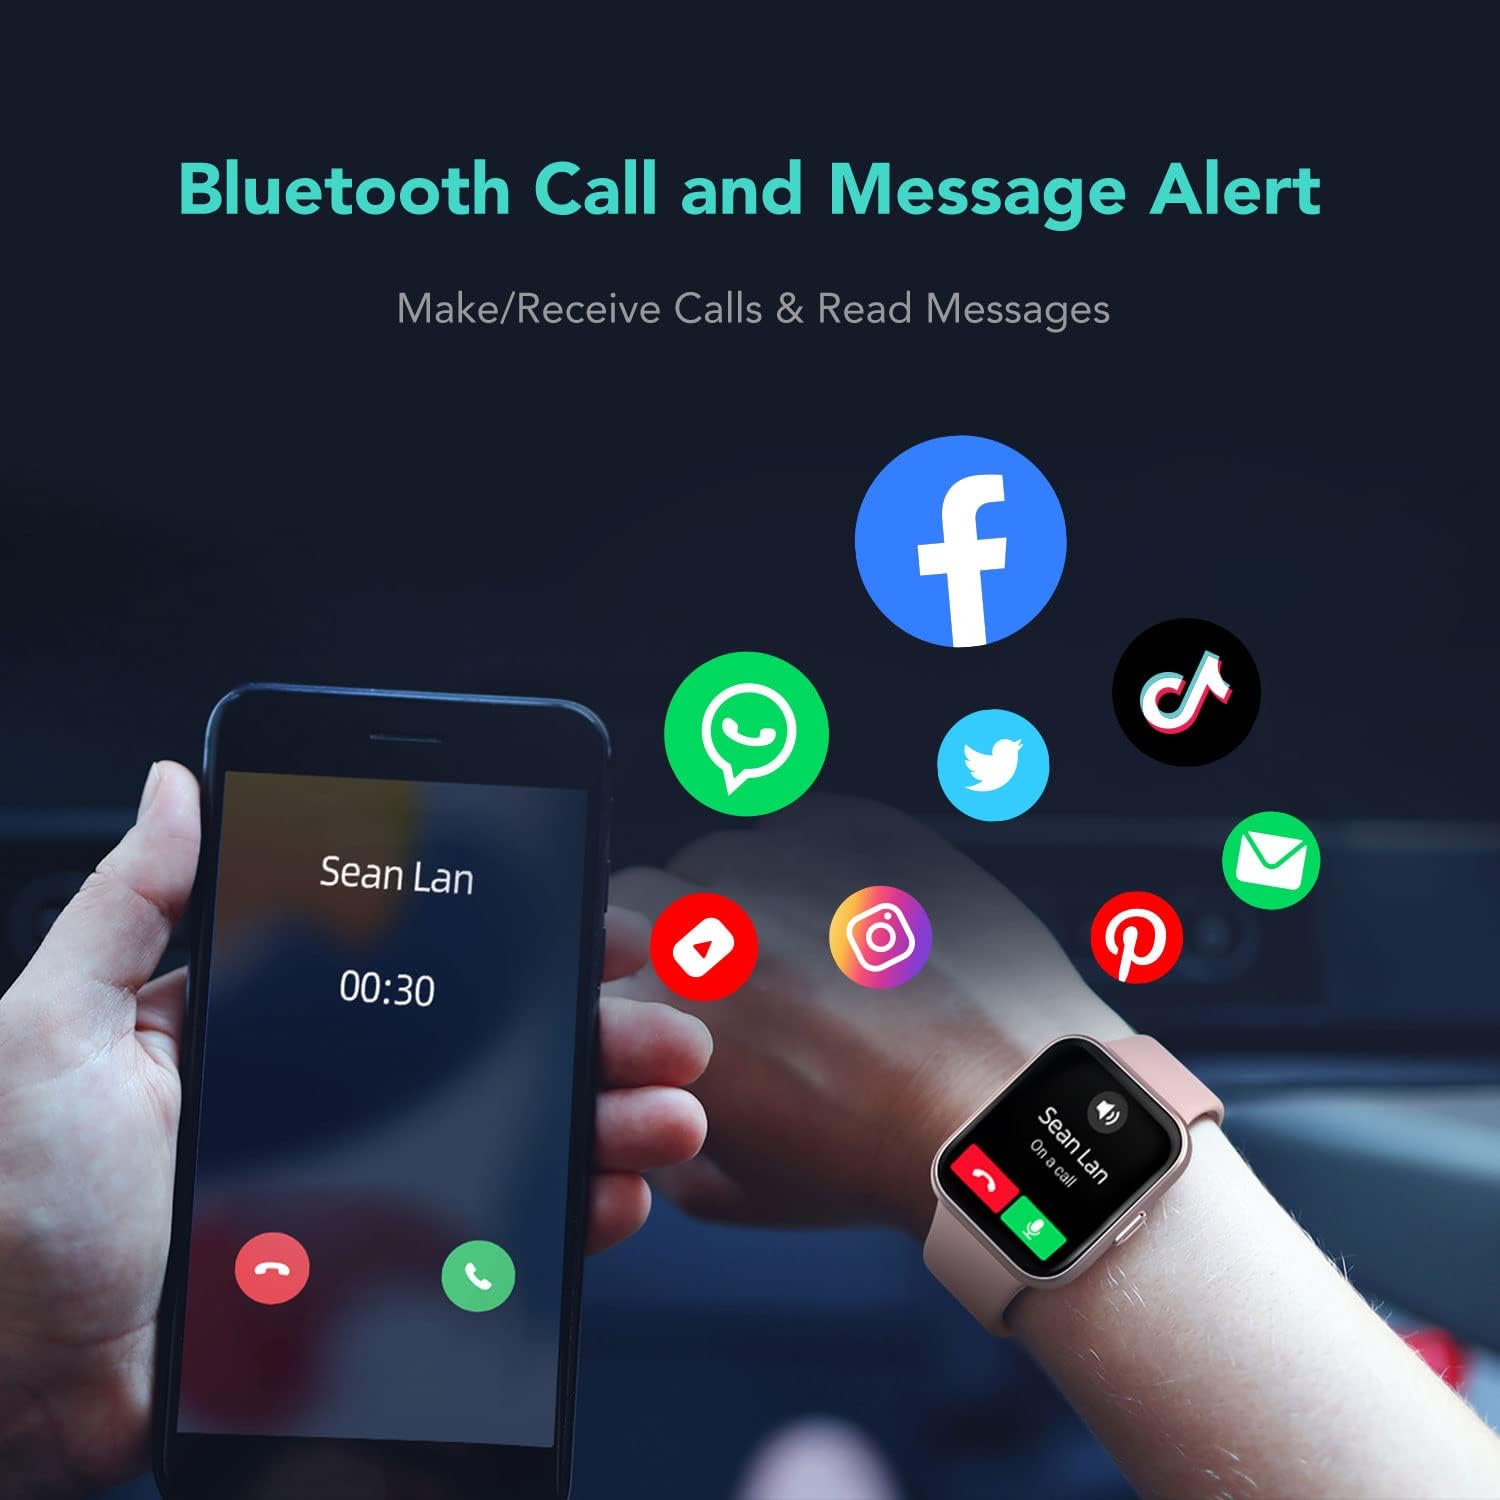 Bluetooth Call and Message Alert
Make/Receive Calls & Read Messages
Sean Lan
00:30
Sean Lan
On a call